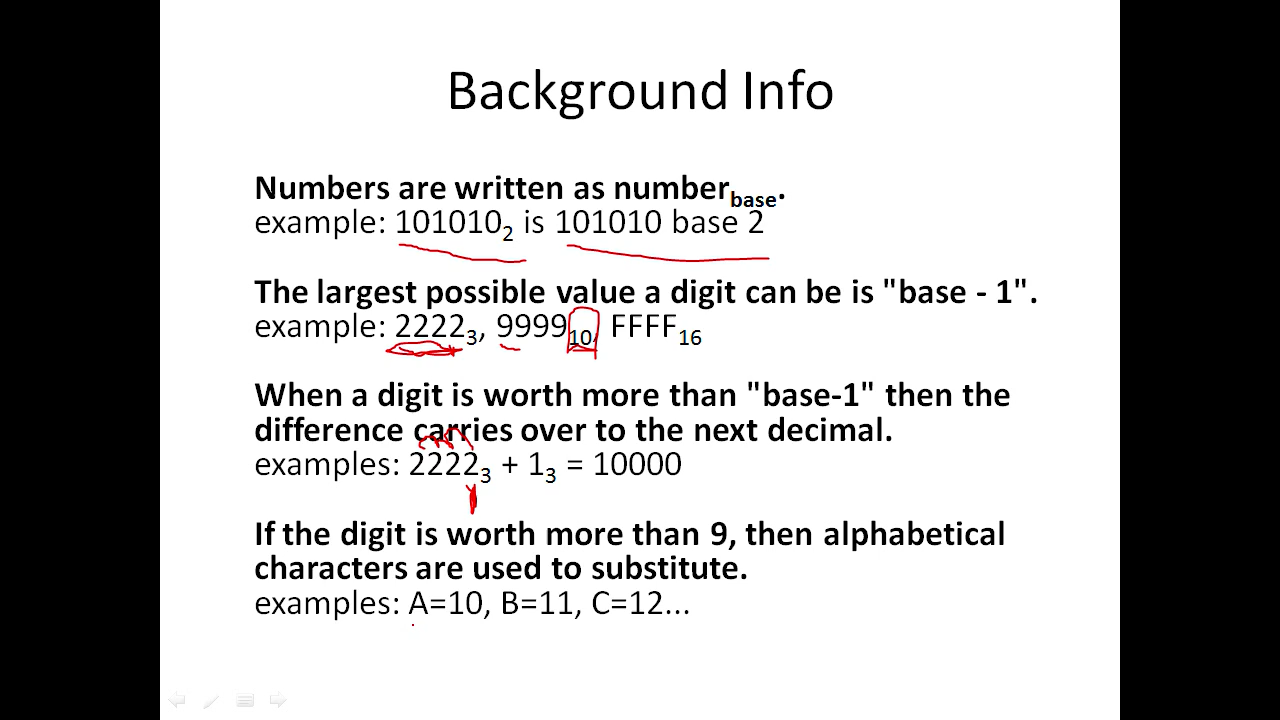 Background Info
Numbers are written as number_base.
example: 101010₂ is 101010 base 2
The largest possible value a digit can be is "base - 1".
example: 2222₃, 9999₁₀, FFFF₁₆
When a digit is worth more than "base-1" then the
difference carries over to the next decimal.
examples: 2222₃ + 1₃ = 10000
If the digit is worth more than 9, then alphabetical
characters are used to substitute.
examples: A=10, B=11, C=12...